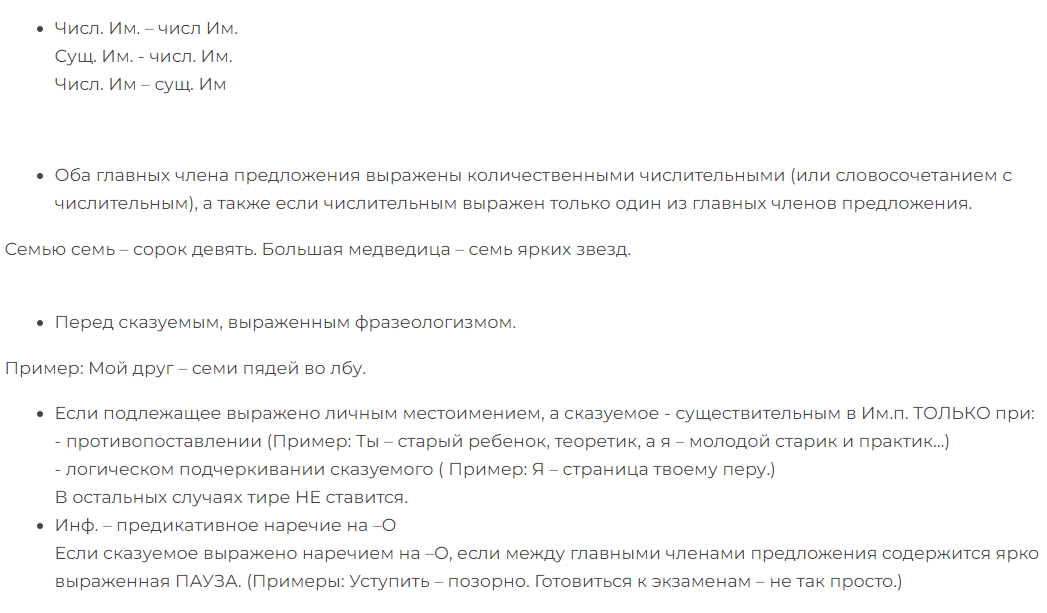 • Числ. Им. – числ Им.
Сущ. Им. - числ. Им.
Числ. Им – сущ. Им
• Оба главных члена предложения выражены количественными числительными (или словосочетанием с
числительным), а также если числительным выражен только один из главных членов предложения.
Семью семь – сорок девять. Большая медведица – семь ярких звезд.
• Перед сказуемым, выраженным фразеологизмом.
Пример: Мой друг – семи пядей во лбу.
• Если подлежащее выражено личным местоимением, а сказуемое - существительным в Им.п. ТОЛЬКО при:
- противопоставлении (Пример: Ты – старый ребенок, теоретик, а я – молодой старик и практик...)
- логическом подчеркивании сказуемого ( Пример: Я – страница твоему перу.)
В остальных случаях тире НЕ ставится.
• Инф. – предикативное наречие на –О
Если сказуемое выражено наречием на –О, если между главными членами предложения содержится ярко
выраженная ПАУЗА. (Примеры: Уступить – позорно. Готовиться к экзаменам – не так просто.)